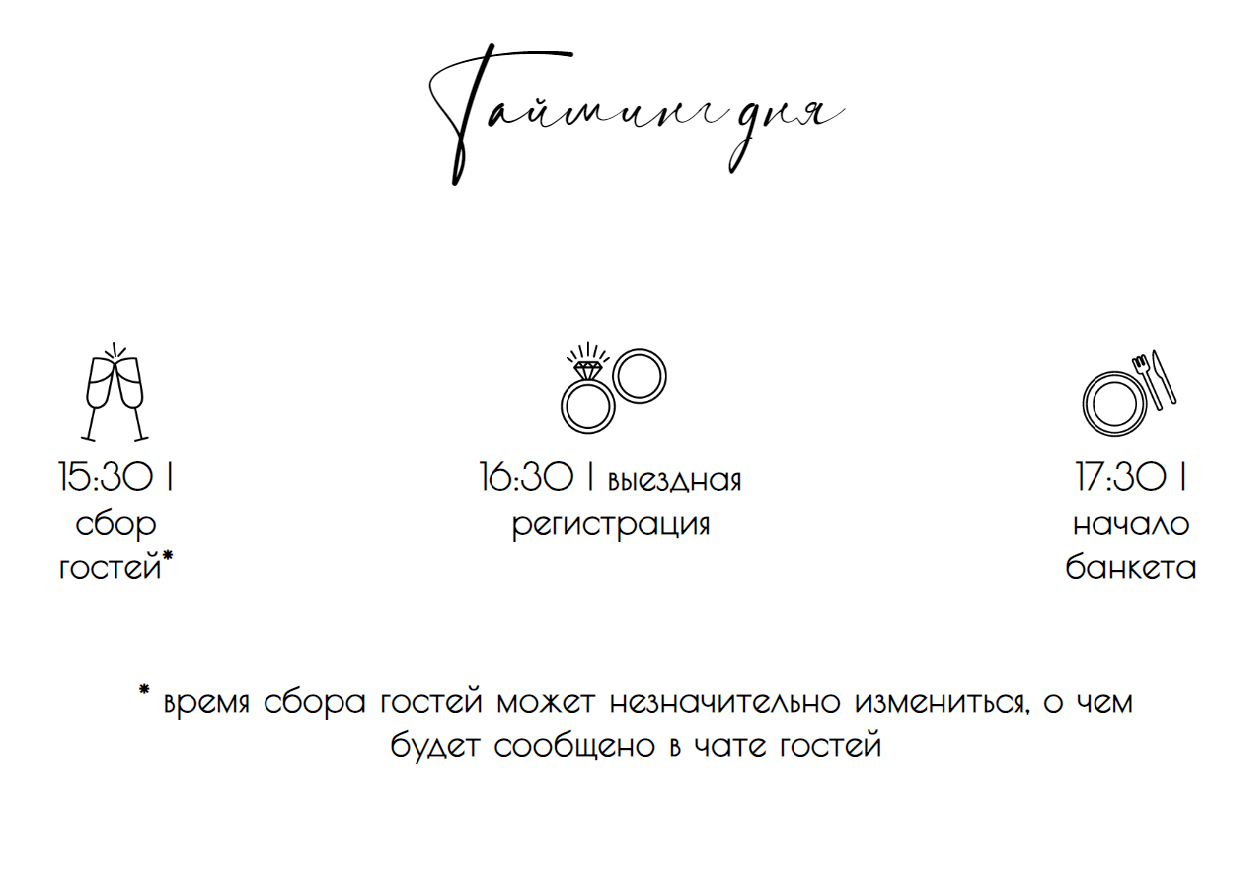 Тайминг дня
15:30 | сбор гостей*
16:30 | выездная регистрация
17:30 | начало банкета
* время сбора гостей может незначительно измениться, о чем
будет сообщено в чате гостей